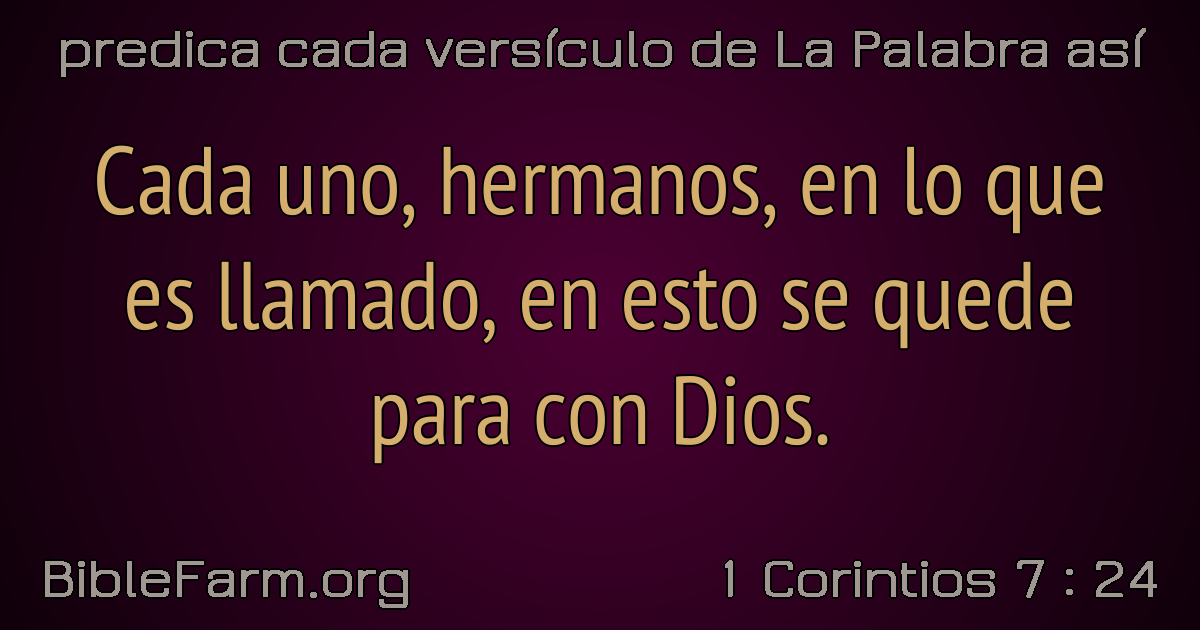 predica cada versículo de La Palabra así
Cada uno, hermanos, en lo que
es llamado, en esto se quede
para con Dios.
BibleFarm.org
1 Corintios 7 : 24